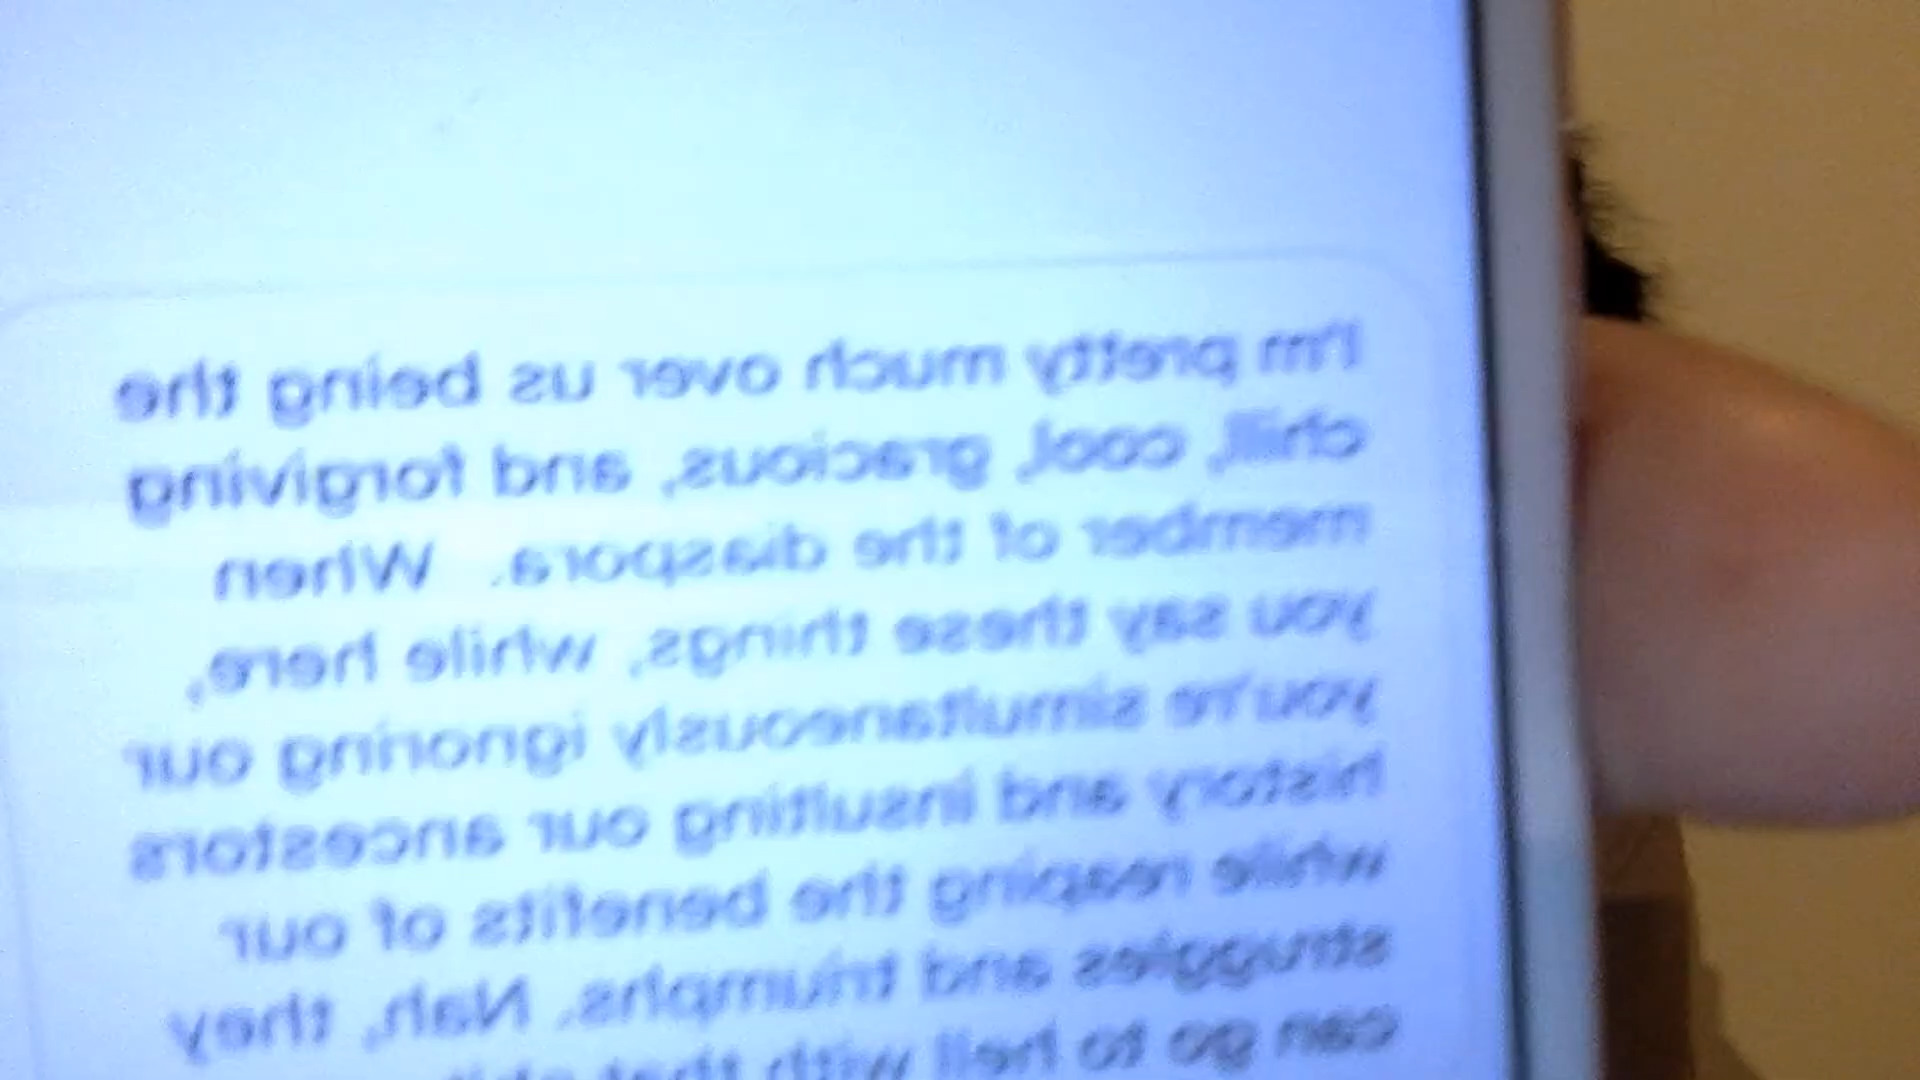 I'm pretty much over us being the
chill, cool, gracious, and forgiving
member of the diaspora. When
you say these things, while here,
you're simultaneously ignoring our
history and insulting our ancestors
while reaping the benefits of our
struggles and triumphs. Nah, they
can go to hell with that